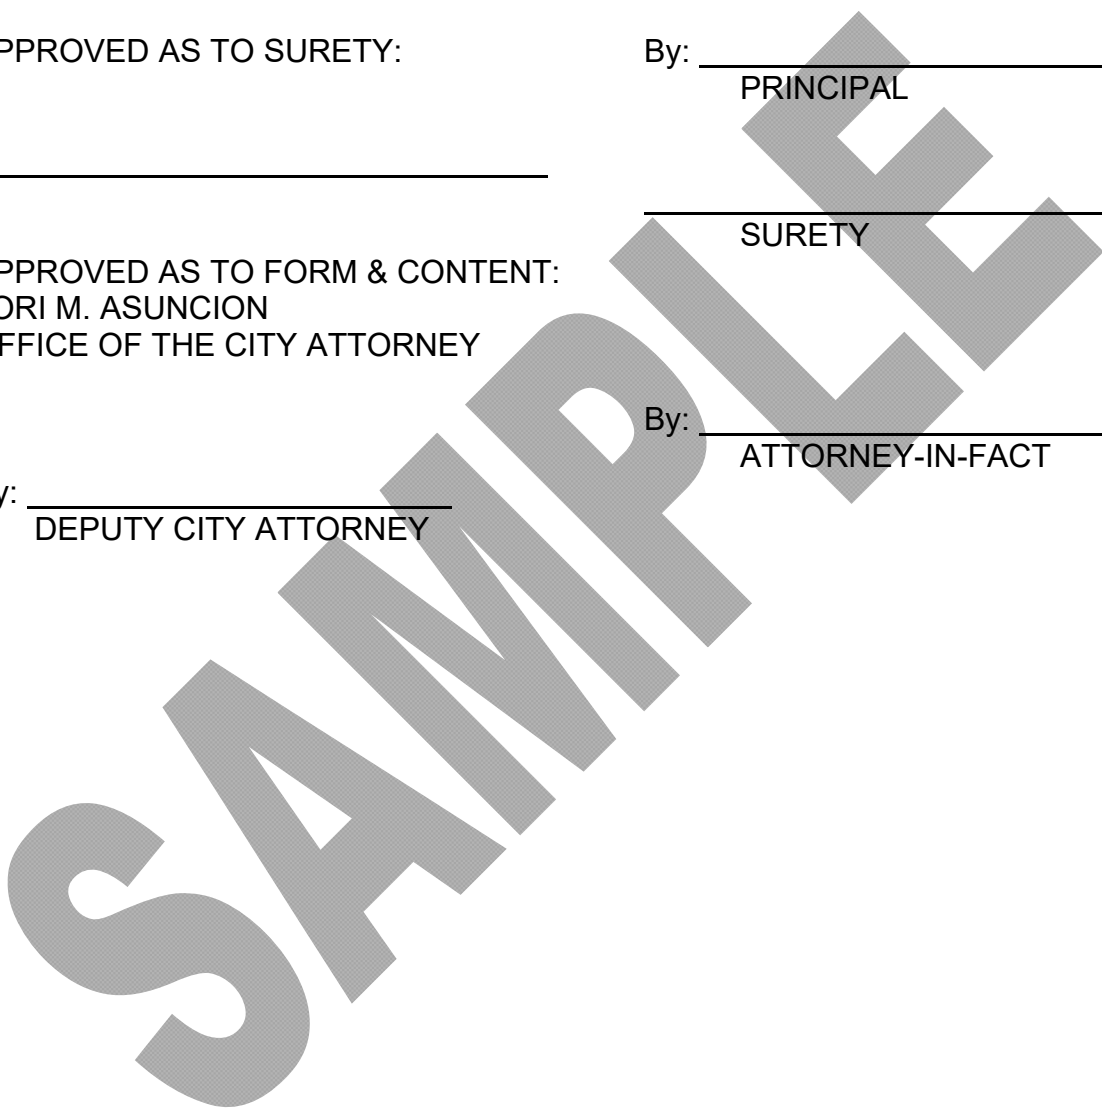 PPROVED AS TO SURETY:
By:
PRINCIPAL
SURETY
PPROVED AS TO FORM & CONTENT:
ORI M. ASUNCION
FFICE OF THE CITY ATTORNEY
By:
ATTORNEY-IN-FACT
y:
DEPUTY CITY ATTORNEY
SAMPLE